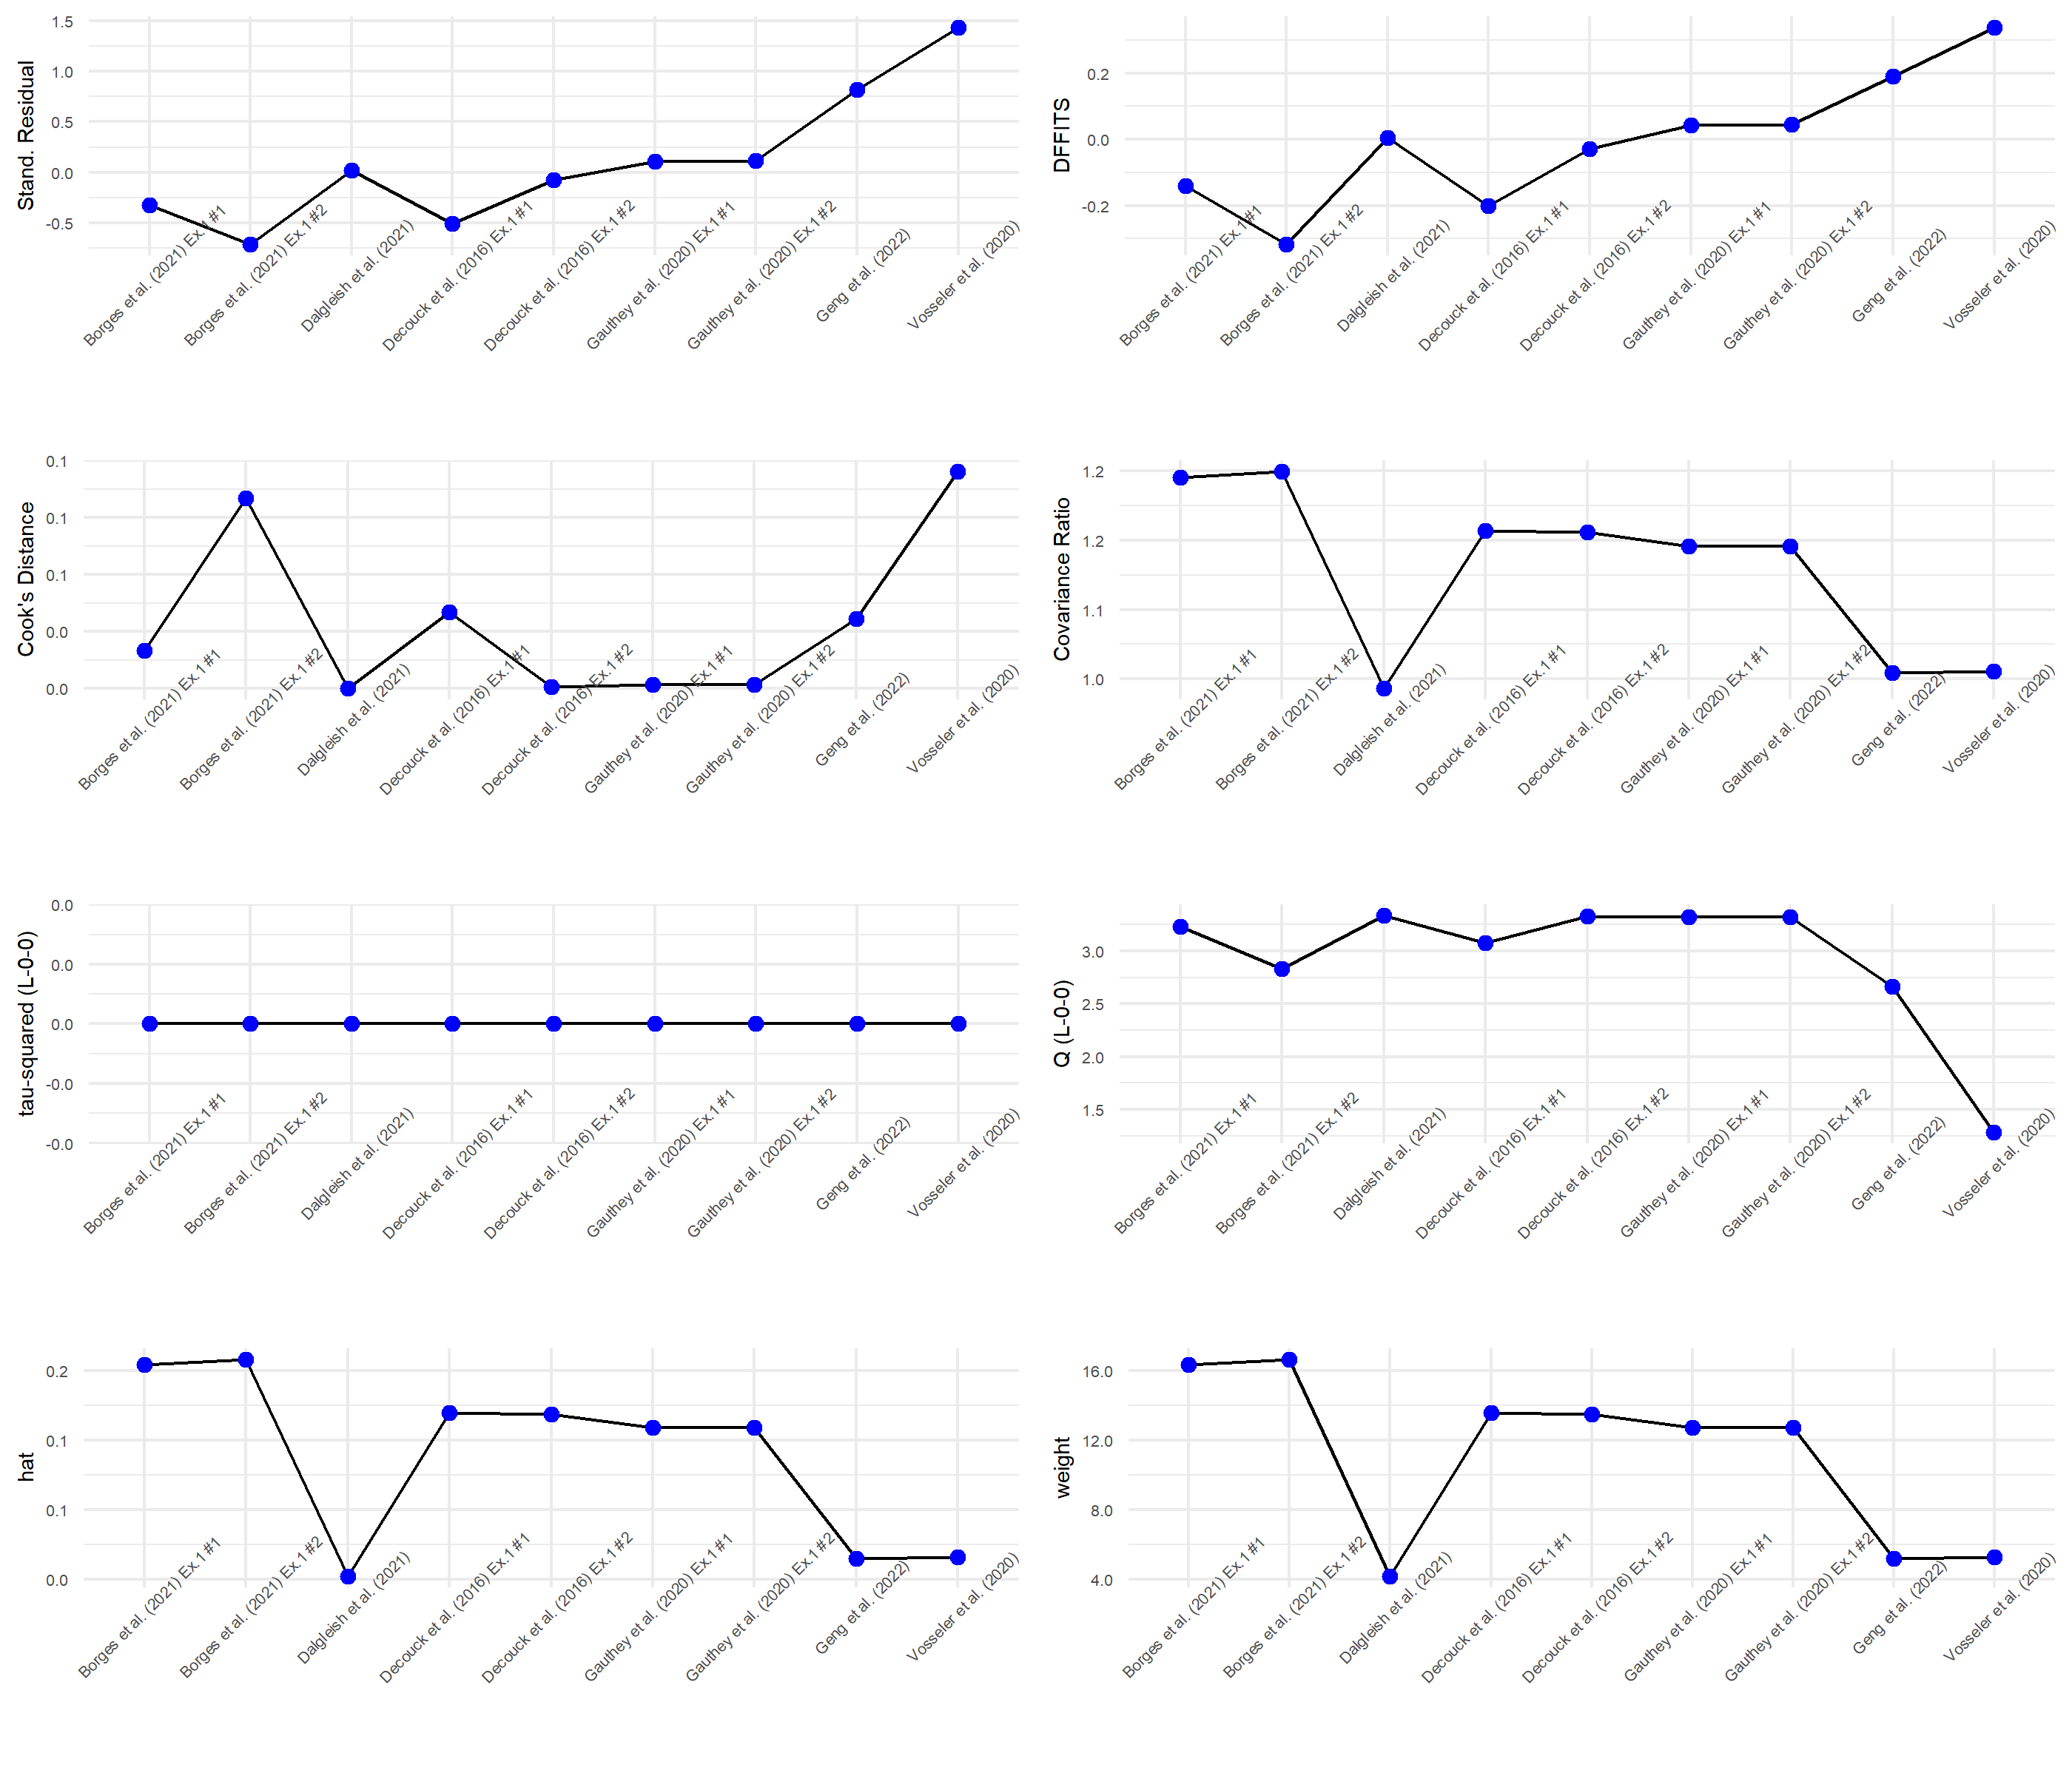 Stand. Residual
1.5
1.0
0.5
0.0
-0.5
Borges et al. (2021) Ex.1 #1
Borges et al. (2021) Ex.1 #2
Dalgleish et al. (2021)
Decouck et al. (2016) Ex.1 #1
Decouck et al. (2016) Ex.1 #2
Gauthey et al. (2020) Ex.1 #1
Gauthey et al. (2020) Ex.1 #2
Geng et al. (2022)
Vosseler et al. (2020)
DFFITS
0.2
0.0
-0.2
Borges et al. (2021) Ex.1 #1
Borges et al. (2021) Ex.1 #2
Dalgleish et al. (2021)
Decouck et al. (2016) Ex.1 #1
Decouck et al. (2016) Ex.1 #2
Gauthey et al. (2020) Ex.1 #1
Gauthey et al. (2020) Ex.1 #2
Geng et al. (2022)
Vosseler et al. (2020)
Cook's Distance
0.1
0.1
0.1
0.0
0.0
Borges et al. (2021) Ex.1 #1
Borges et al. (2021) Ex.1 #2
Dalgleish et al. (2021)
Decouck et al. (2016) Ex.1 #1
Decouck et al. (2016) Ex.1 #2
Gauthey et al. (2020) Ex.1 #1
Gauthey et al. (2020) Ex.1 #2
Geng et al. (2022)
Vosseler et al. (2020)
Covariance Ratio
1.2
1.2
1.1
1.0
Borges et al. (2021) Ex.1 #1
Borges et al. (2021) Ex.1 #2
Dalgleish et al. (2021)
Decouck et al. (2016) Ex.1 #1
Decouck et al. (2016) Ex.1 #2
Gauthey et al. (2020) Ex.1 #1
Gauthey et al. (2020) Ex.1 #2
Geng et al. (2022)
Vosseler et al. (2020)
tau-squared (L-0-0)
0.0
0.0
0.0
-0.0
-0.0
Borges et al. (2021) Ex.1 #1
Borges et al. (2021) Ex.1 #2
Dalgleish et al. (2021)
Decouck et al. (2016) Ex.1 #1
Decouck et al. (2016) Ex.1 #2
Gauthey et al. (2020) Ex.1 #1
Gauthey et al. (2020) Ex.1 #2
Geng et al. (2022)
Vosseler et al. (2020)
Q (L-0-0)
3.0
2.5
2.0
1.5
Borges et al. (2021) Ex.1 #1
Borges et al. (2021) Ex.1 #2
Dalgleish et al. (2021)
Decouck et al. (2016) Ex.1 #1
Decouck et al. (2016) Ex.1 #2
Gauthey et al. (2020) Ex.1 #1
Gauthey et al. (2020) Ex.1 #2
Geng et al. (2022)
Vosseler et al. (2020)
hat
0.2
0.1
0.1
0.0
Borges et al. (2021) Ex.1 #1
Borges et al. (2021) Ex.1 #2
Dalgleish et al. (2021)
Decouck et al. (2016) Ex.1 #1
Decouck et al. (2016) Ex.1 #2
Gauthey et al. (2020) Ex.1 #1
Gauthey et al. (2020) Ex.1 #2
Geng et al. (2022)
Vosseler et al. (2020)
weight
16.0
12.0
8.0
4.0
Borges et al. (2021) Ex.1 #1
Borges et al. (2021) Ex.1 #2
Dalgleish et al. (2021)
Decouck et al. (2016) Ex.1 #1
Decouck et al. (2016) Ex.1 #2
Gauthey et al. (2020) Ex.1 #1
Gauthey et al. (2020) Ex.1 #2
Geng et al. (2022)
Vosseler et al. (2020)